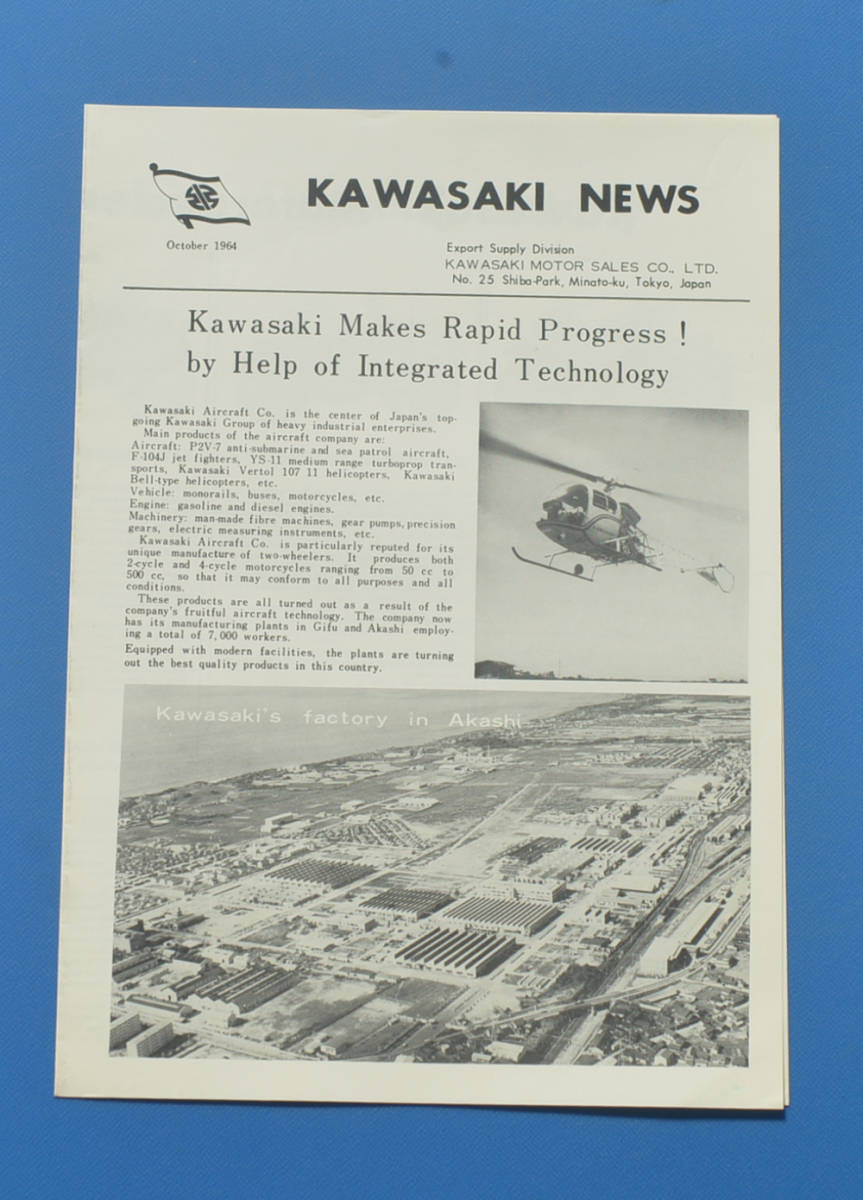 KAWASAKI NEWS
October 1964
Export Supply Division
KAWASAKI MOTOR SALES CO., LTD.
No. 25 Shiba-Park, Minato-ku, Tokyo, Japan
Kawasaki Makes Rapid Progress !
by Help of Integrated Technology
Kawasaki Aircraft Co. is the center of Japan's top-
going Kawasaki Group of heavy industrial enterprises.
Main products of the aircraft company are:
Aircraft: P2V-7 anti-submarine and sea patrol aircraft,
F-104J jet fighters, YS-11 medium range turboprop tran-
sports, Kawasaki Vertol 107 11 helicopters, Kawasaki
Bell-type helicopters, etc.
Vehicle: monorails, buses, motorcycles, etc.
Engine: gasoline and diesel engines.
Machinery: man-made fibre machines, gear pumps, precision
gears, electric measuring instruments, etc.
Kawasaki Aircraft Co. is particularly reputed for its
unique manufacture of two-wheelers. It produces both
2-cycle and 4-cycle motorcycles ranging from 50 cc to
500 cc, so that it may conform to all purposes and all
conditions.
These products are all turned out as a result of the
company's fruitful aircraft technology. The company now
has its manufacturing plants in Gifu and Akashi employ-
ing a total of 7,000 workers.
Equipped with modern facilities, the plants are turning
out the best quality products in this country.
Kawasaki's factory in Akashi